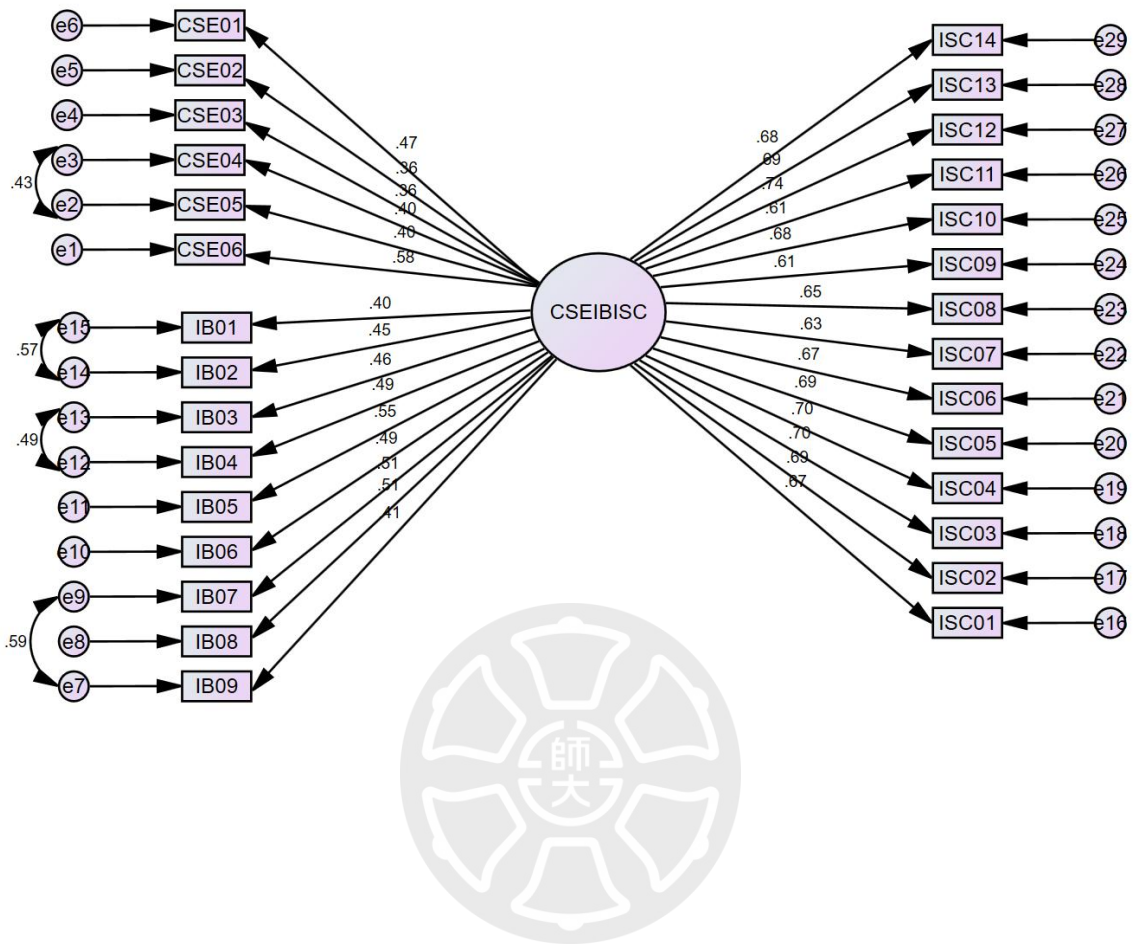 e6 CSE01
e5 CSE02
e4 CSE03
e3 CSE04
e2 CSE05
e1 CSE06
.43
.47
.36
.36
.40
.40
.58
e15 IB01
e14 IB02
e13 IB03
e12 IB04
e11 IB05
e10 IB06
e9 IB07
e8 IB08
e7 IB09
.57
.49
.59
.40
.45
.46
.49
.55
.49
.51
.51
.41
CSEIBISC
.68
.69
.74
.61
.68
.61
.65
.63
.67
.69
.70
.70
.69
.67
ISC14 e29
ISC13 e28
ISC12 e27
ISC11 e26
ISC10 e25
ISC09 e24
ISC08 e23
ISC07 e22
ISC06 e21
ISC05 e20
ISC04 e19
ISC03 e18
ISC02 e17
ISC01 e16
師
大